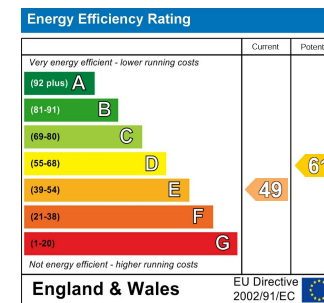 Energy Efficiency Rating
Current
Very energy efficient - lower running costs
(92 plus) A
(81-91) B
(69-80) C
(55-68) D
(39-54) E
49
(21-38) F
(1-20) G
Not energy efficient - higher running costs
England & Wales
EU Directive
2002/91/EC